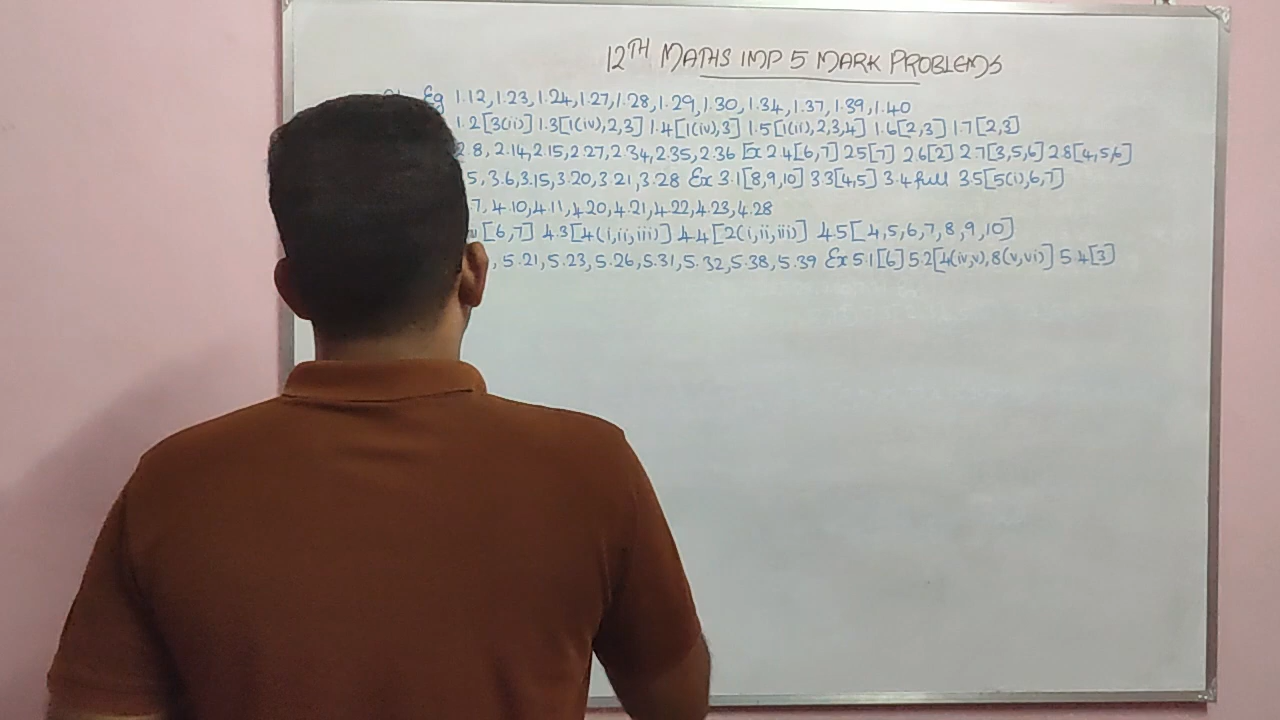 12TH MATHS IMP 5 MARK PROBLEMS
Eg 1.12,1.23,1.24,1.27,1.28,1.29,1.30,1.34,1.37,1.39,1.40
1.2[3(ii)] 1.3[1(iv),2,3] 1.4[1(iv),3] 1.5[1(ii),2,3,4] 1.6[2,3] 1.7[2,3]
2.8, 2.14,2.15,2.27,2.34,2.35,2.36 Ex 2.4[6,7] 2.5[7] 2.6[2] 2.7[3,5,6] 2.8[4,5,6]
5, 3.6,3.15,3.20,3.21,3.28 Ex 3.1[8,9,10] 3.3[4,5] 3.4 full 3.5[5(i),6,7]
7, 4.10,4.11,4.20,4.21,4.22,4.23,4.28
[6,7] 4.3[4(i,ii,iii)] 4.4[2(i,ii,iii)] 4.5[4,5,6,7,8,9,10]
, 5.21,5.23,5.26,5.31,5.32,5.38,5.39 Ex 5.1[6] 5.2[4(iv,v),8(v,vi)] 5.4[3]